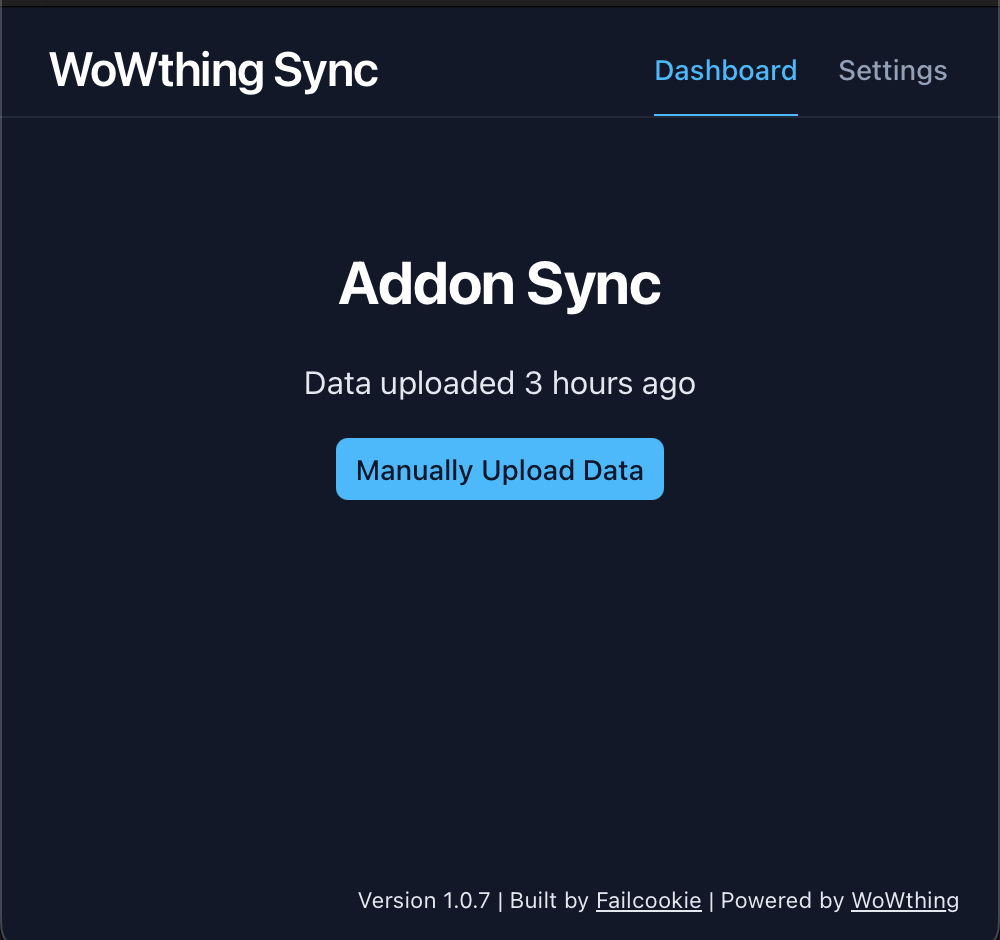 WoWthing Sync
Dashboard Settings
Addon Sync
Data uploaded 3 hours ago
Manually Upload Data
Version 1.0.7 | Built by Failcookie | Powered by WoWthing